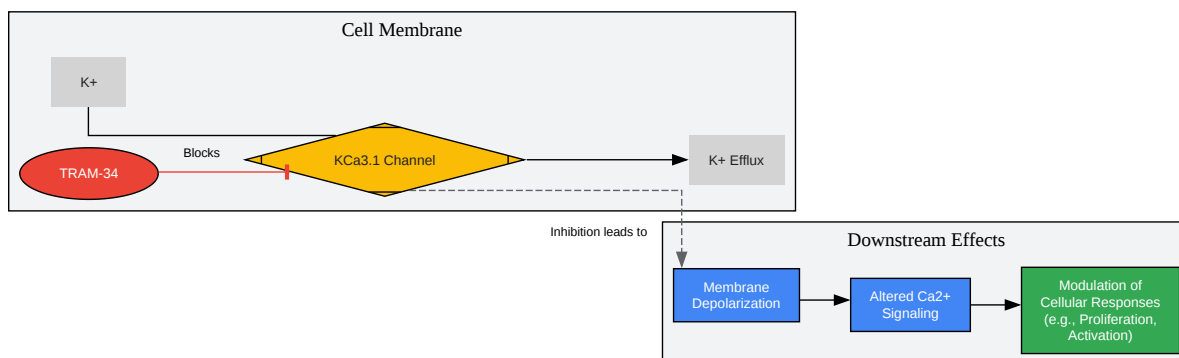 Cell Membrane
K+
Blocks
TRAM-34
KCa3.1 Channel
K+ Efflux
Inhibition leads to
Downstream Effects
Membrane
Depolarization
Altered Ca2+
Signaling
Modulation of
Cellular Responses
(e.g., Proliferation,
Activation)